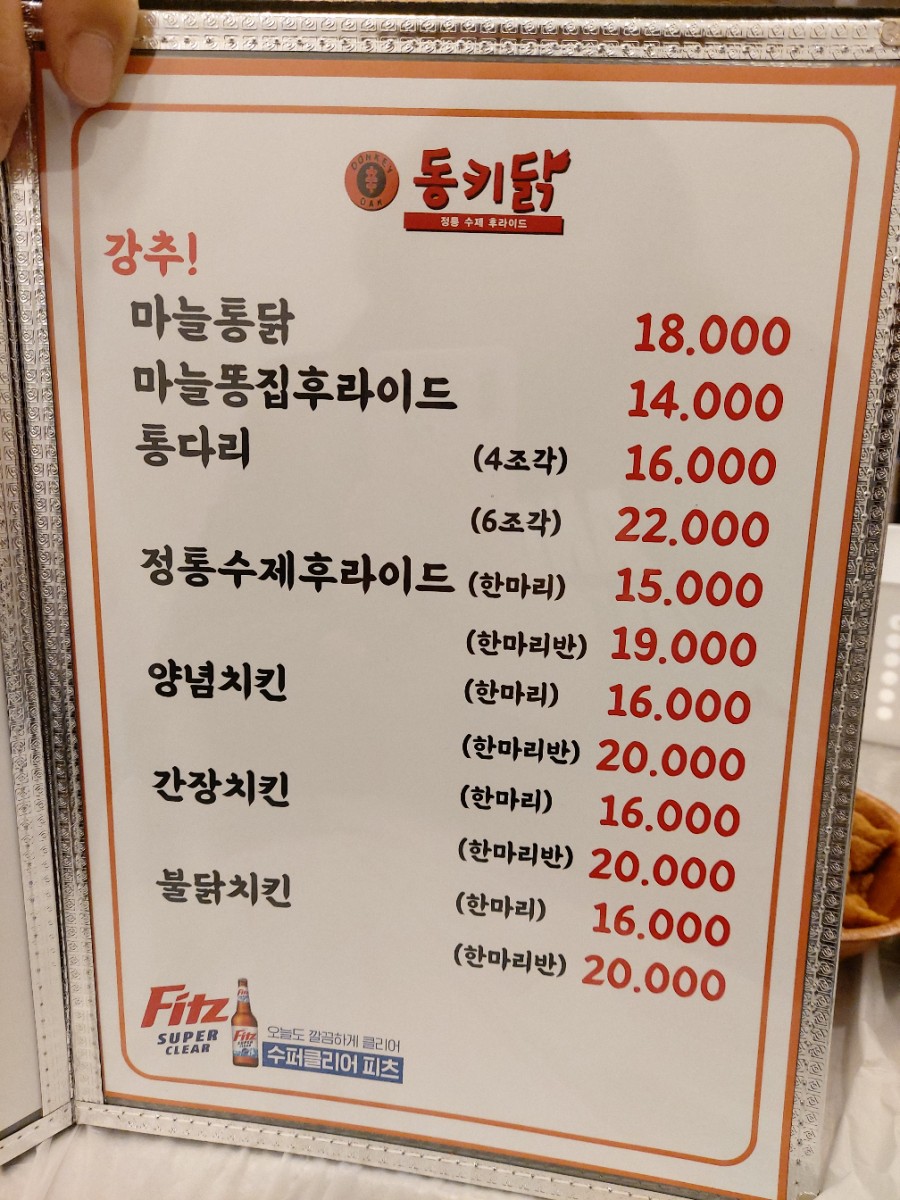 DONKEY
DAK
동키닭
정통 수제 후라이드
강추!
마늘통닭 18.000
마늘똥집후라이드 14.000
통다리 (4조각) 16.000
(6조각) 22.000
정통수제후라이드 (한마리) 15.000
(한마리반) 19.000
양념치킨 (한마리) 16.000
(한마리반) 20.000
간장치킨 (한마리) 16.000
(한마리반) 20.000
불닭치킨 (한마리) 16.000
(한마리반) 20.000
Fitz
SUPER
CLEAR
Fitz
오늘도 깔끔하게 클리어
수퍼클리어 피츠